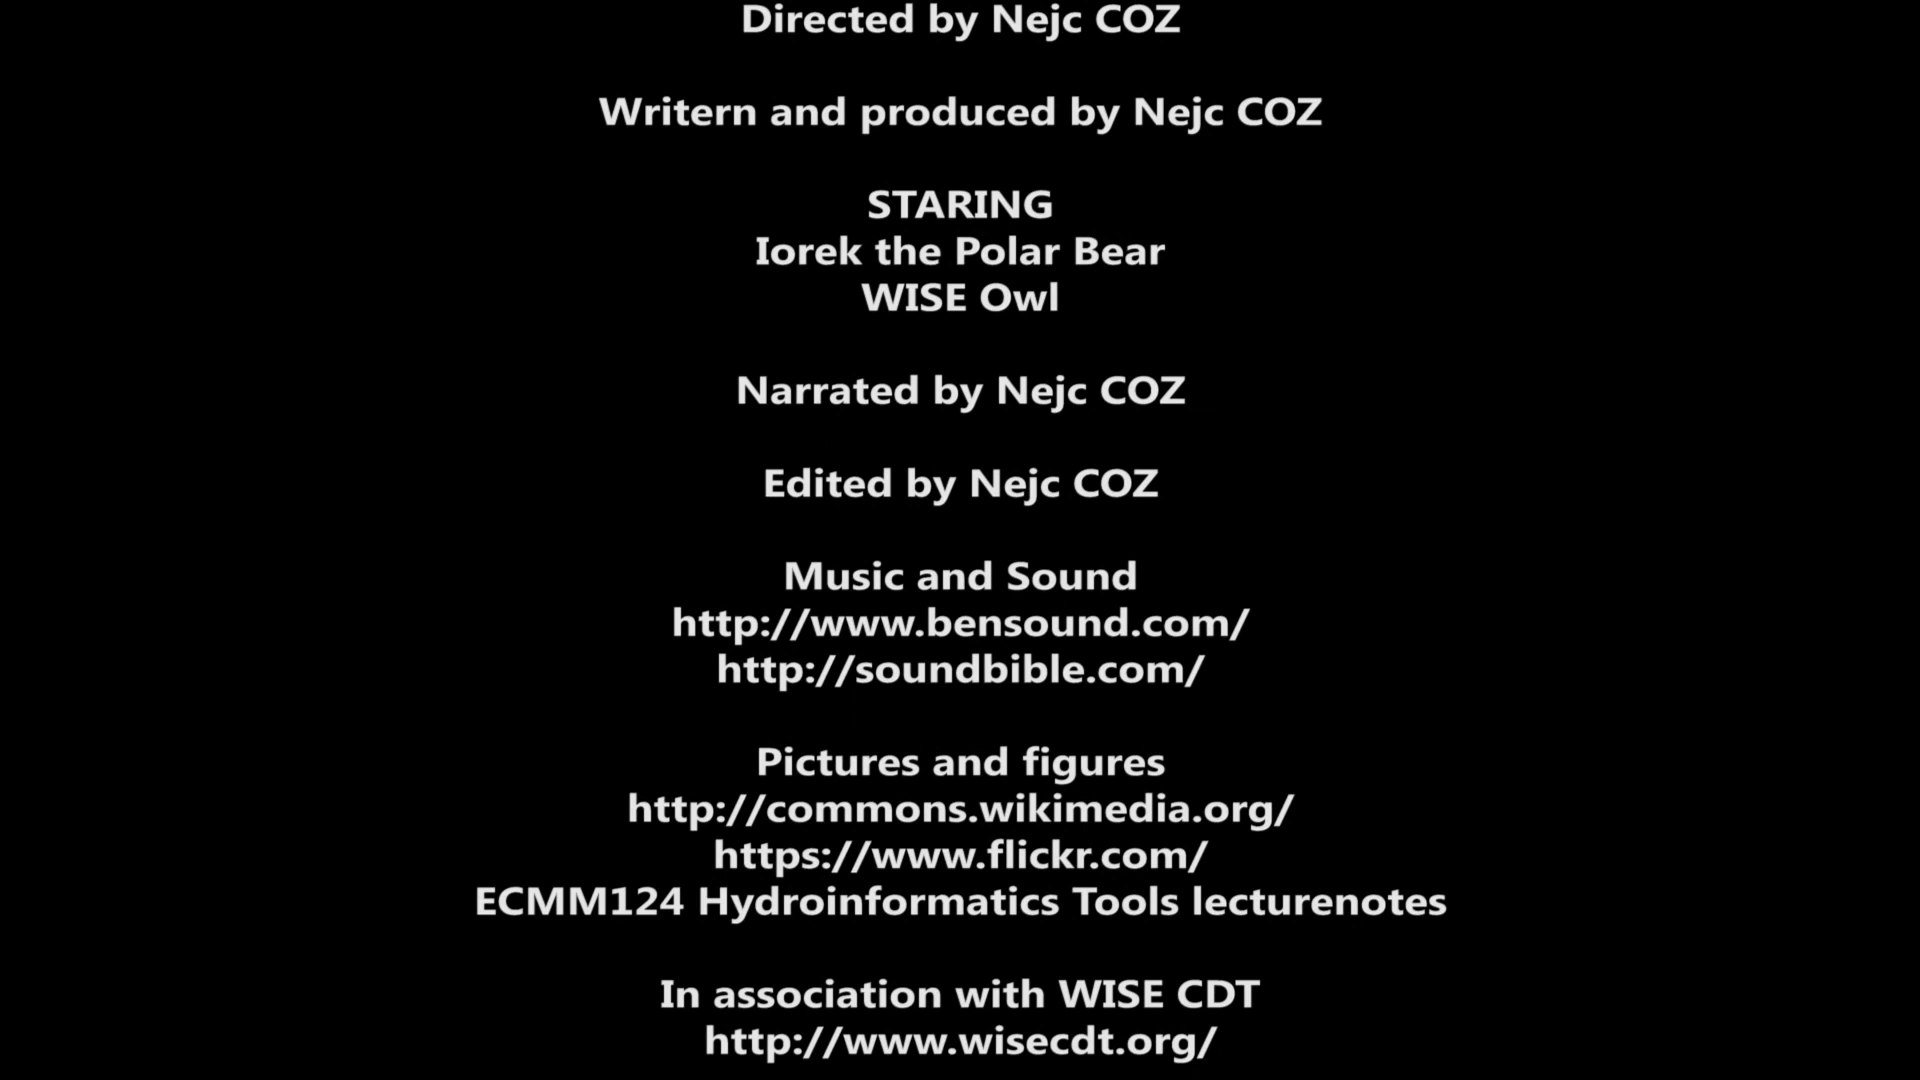 Directed by Nejc COZ
Writern and produced by Nejc COZ
STARING
Iorek the Polar Bear
WISE Owl
Narrated by Nejc COZ
Edited by Nejc COZ
Music and Sound
http://www.bensound.com/
http://soundbible.com/
Pictures and figures
http://commons.wikimedia.org/
https://www.flickr.com/
ECMM124 Hydroinformatics Tools lecturenotes
In association with WISE CDT
http://www.wisecdt.org/